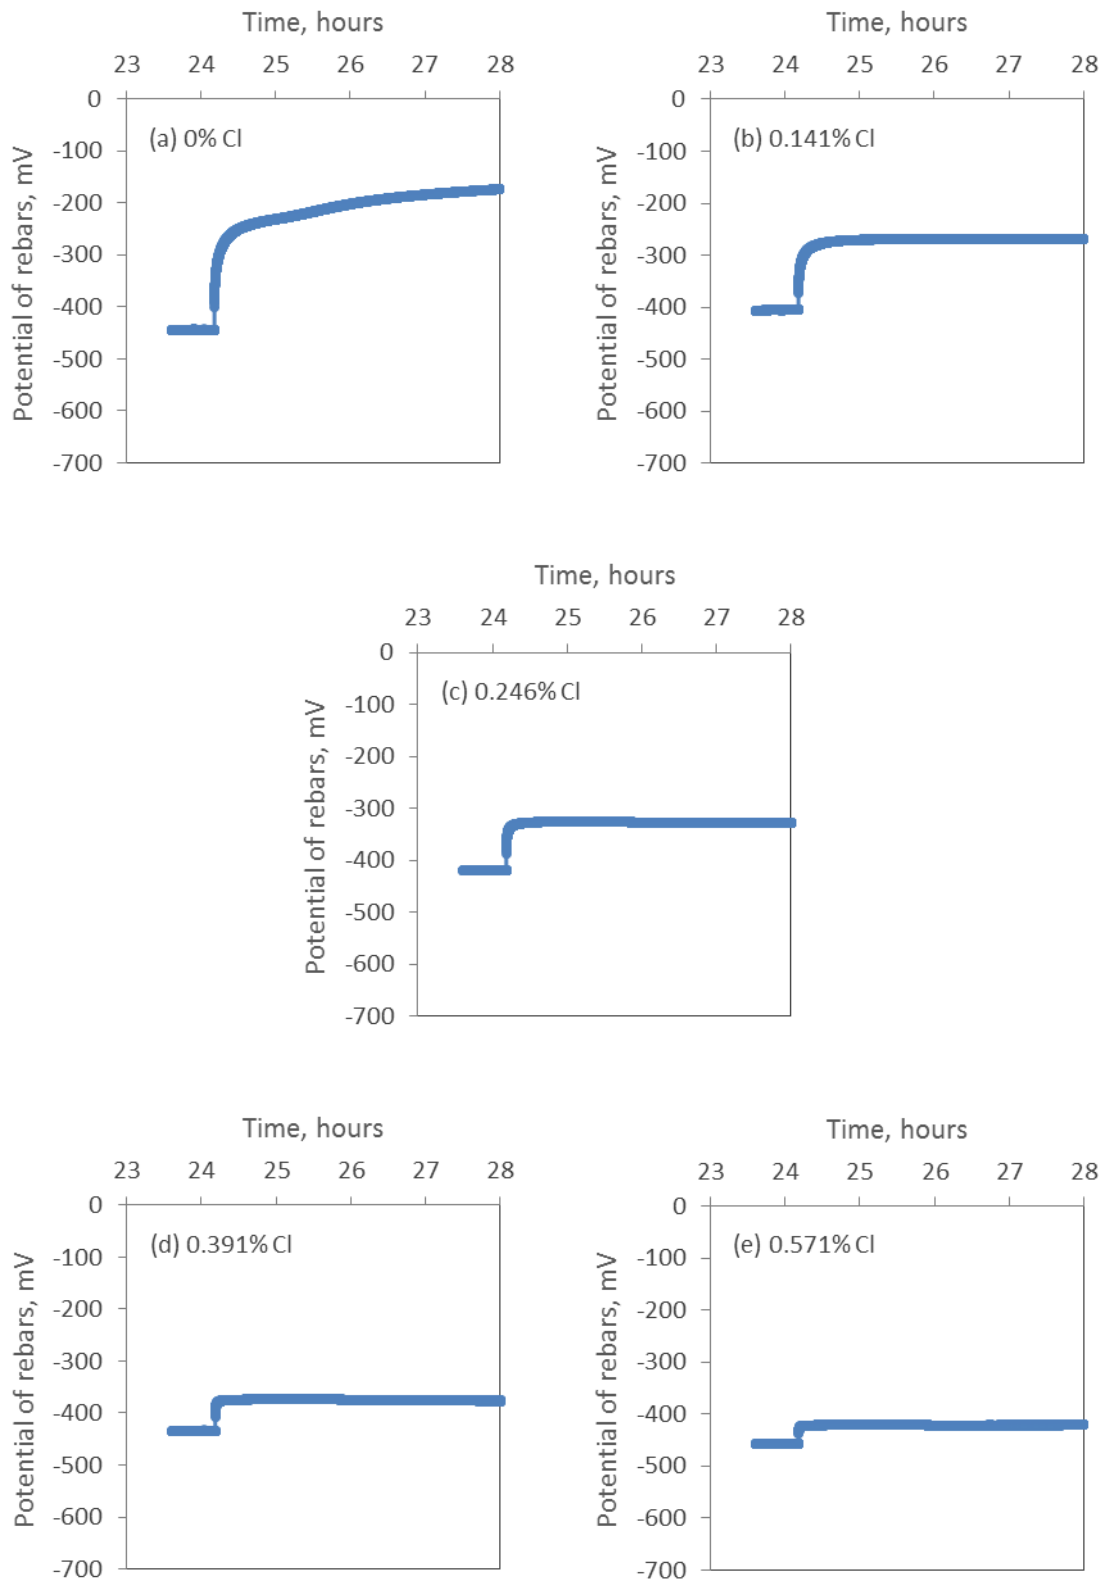 Time, hours
23 24 25 26 27 28
0
-100
-200
-300
-400
-500
-600
-700
Potential of rebars, mV
(a) 0% Cl
Time, hours
23 24 25 26 27 28
0
-100
-200
-300
-400
-500
-600
-700
Potential of rebars, mV
(b) 0.141% Cl
Time, hours
23 24 25 26 27 28
0
-100
-200
-300
-400
-500
-600
-700
Potential of rebars, mV
(c) 0.246% Cl
Time, hours
23 24 25 26 27 28
0
-100
-200
-300
-400
-500
-600
-700
Potential of rebars, mV
(d) 0.391% Cl
Time, hours
23 24 25 26 27 28
0
-100
-200
-300
-400
-500
-600
-700
Potential of rebars, mV
(e) 0.571% Cl